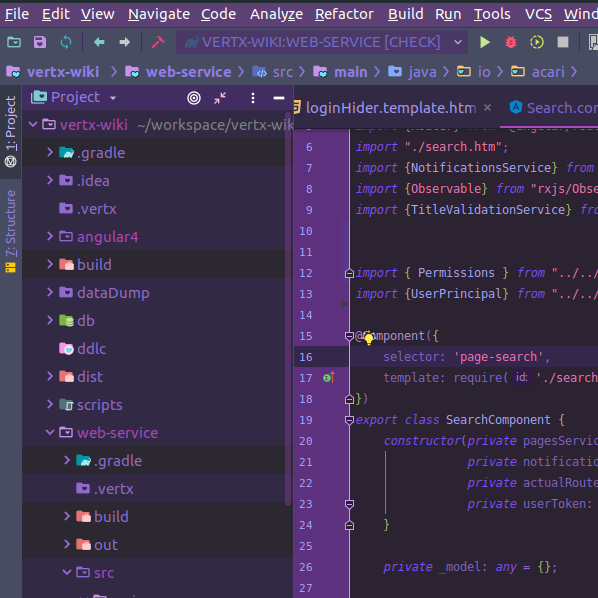 File Edit View Navigate Code Analyze Refactor Build Run Tools VCS Wind
VERTX-WIKI:WEB-SERVICE [CHECK]
vertx-wiki web-service src main java io acari
Project
loginHider.template.htm
Search.co
1: Project
Z: Structure
vertx-wiki ~/workspace/vertx-wik
.gradle
.idea
.vertx
angular4
build
dataDump
db
ddlc
dist
scripts
web-service
.gradle
.vertx
build
out
src
6 import "./search.htm";
7 import {NotificationsService} from
8 import {Observable} from "rxjs/Obse
9 import {TitleValidationService} fro
10
11
12 import { Permissions } from "../../
13 import {UserPrincipal} from "../../
14
15 @Component({
16 selector: 'page-search',
17 template: require( id: './search
18 })
19 export class SearchComponent {
20 constructor(private pagesServic
21 private notificatio
22 private actualRoute
23 private userToken:
24 }
25
26 private _model: any = {};
27